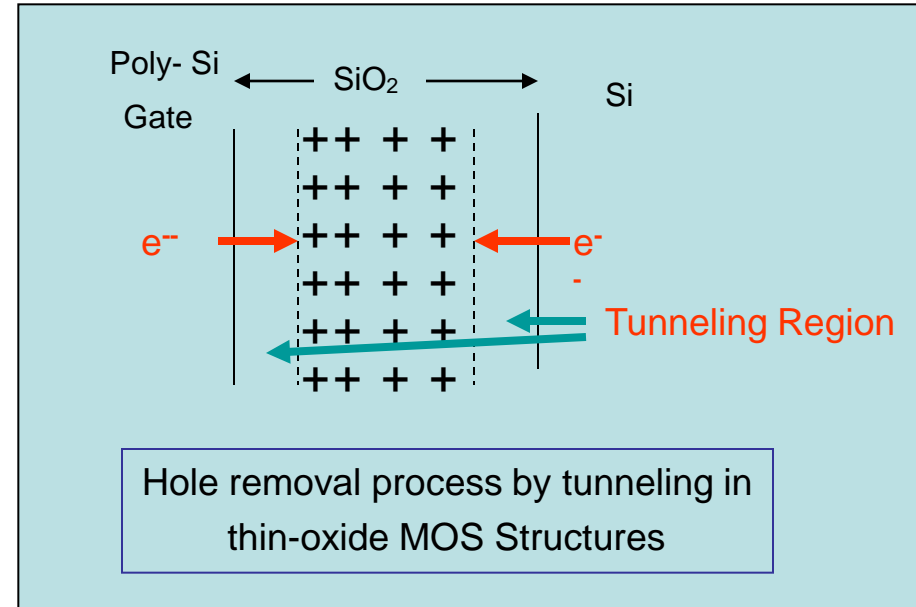 Poly- Si
Gate
SiO₂
Si
++ + +
++ + +
++ + +
++ + +
++ + +
++ + +
e--
e-
-
Tunneling Region
Hole removal process by tunneling in
thin-oxide MOS Structures